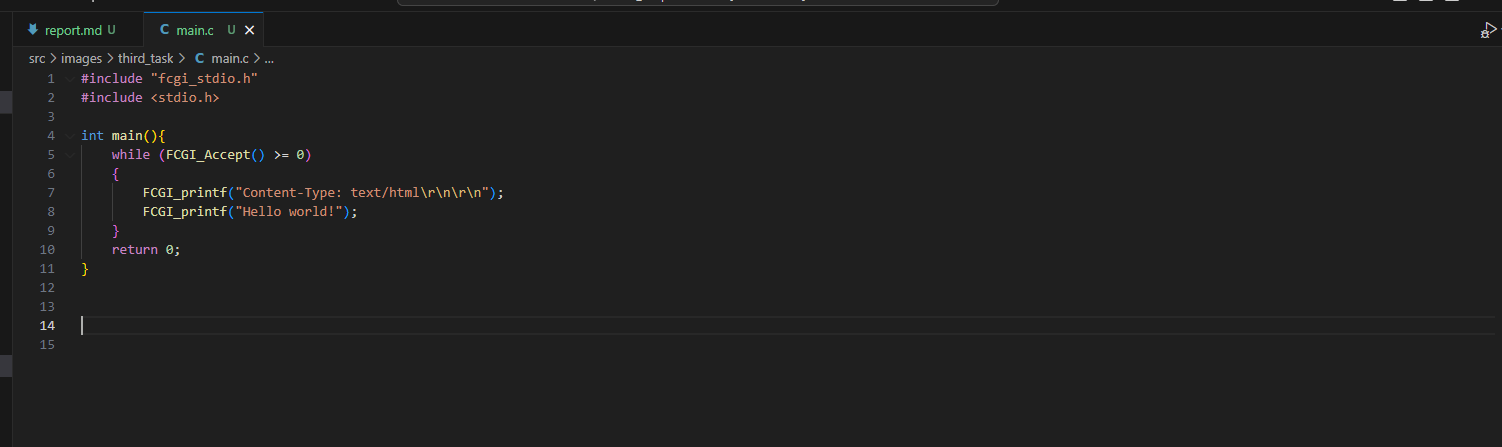 report.md U
C main.c U
src > images > third_task > C main.c > ...
1 #include "fcgi_stdio.h"
2 #include <stdio.h>
3
4 int main(){
5     while (FCGI_Accept() >= 0)
6     {
7         FCGI_printf("Content-Type: text/html\r\n\r\n");
8         FCGI_printf("Hello world!");
9     }
10     return 0;
11 }
12
13
14
15